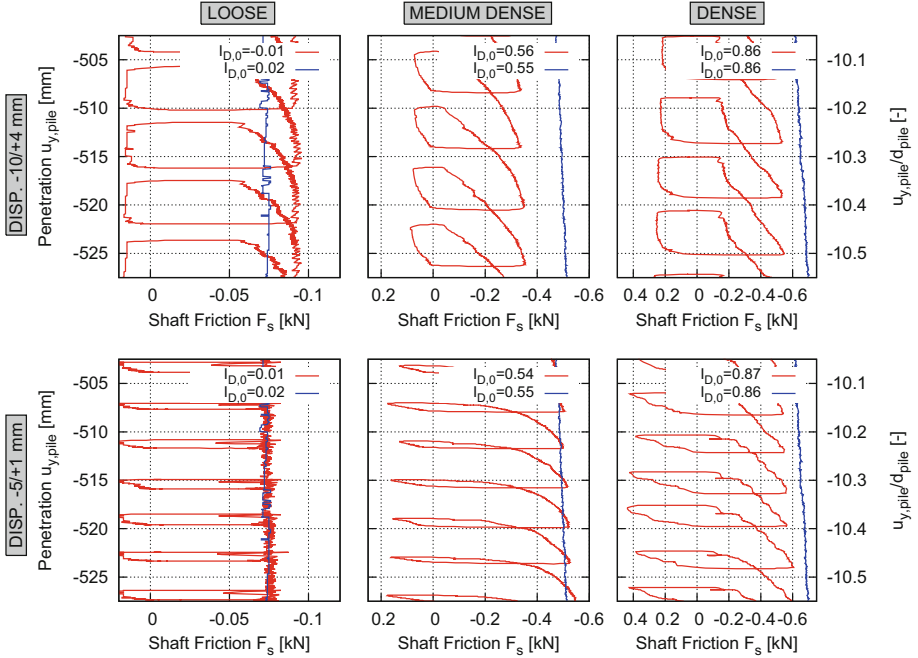 LOOSE
MEDIUM DENSE
DENSE
DISP. -10/+4 mm
Penetration u_y,pile [mm]
-505
-510
-515
-520
-525
I_D,0=-0.01
I_D,0=0.02
0 -0.05 -0.1
Shaft Friction F_s [kN]
I_D,0=0.56
I_D,0=0.55
0.2 0 -0.2 -0.4 -0.6
Shaft Friction F_s [kN]
I_D,0=0.86
I_D,0=0.86
0.4 0.2 0 -0.2 -0.4 -0.6
Shaft Friction F_s [kN]
-10.1
-10.2
-10.3
-10.4
-10.5
u_y,pile/d_pile [-]
DISP. -5/+1 mm
Penetration u_y,pile [mm]
-505
-510
-515
-520
-525
I_D,0=0.01
I_D,0=0.02
0 -0.05 -0.1
Shaft Friction F_s [kN]
I_D,0=0.54
I_D,0=0.55
0.2 0 -0.2 -0.4 -0.6
Shaft Friction F_s [kN]
I_D,0=0.87
I_D,0=0.86
0.4 0.2 0 -0.2 -0.4 -0.6
Shaft Friction F_s [kN]
-10.1
-10.2
-10.3
-10.4
-10.5
u_y,pile/d_pile [-]